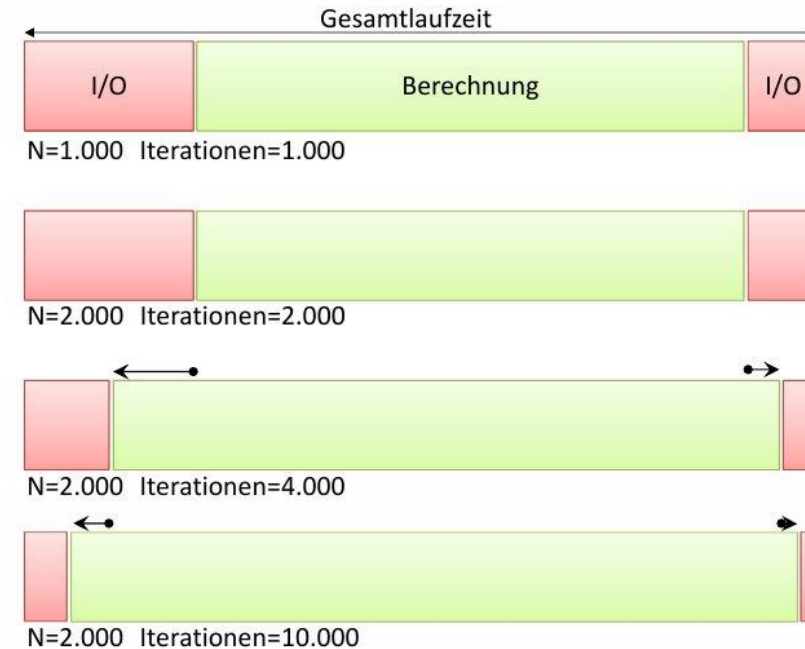 Gesamtlaufzeit
I/O Berechnung I/O
N=1.000 Iterationen=1.000
N=2.000 Iterationen=2.000
N=2.000 Iterationen=4.000
N=2.000 Iterationen=10.000